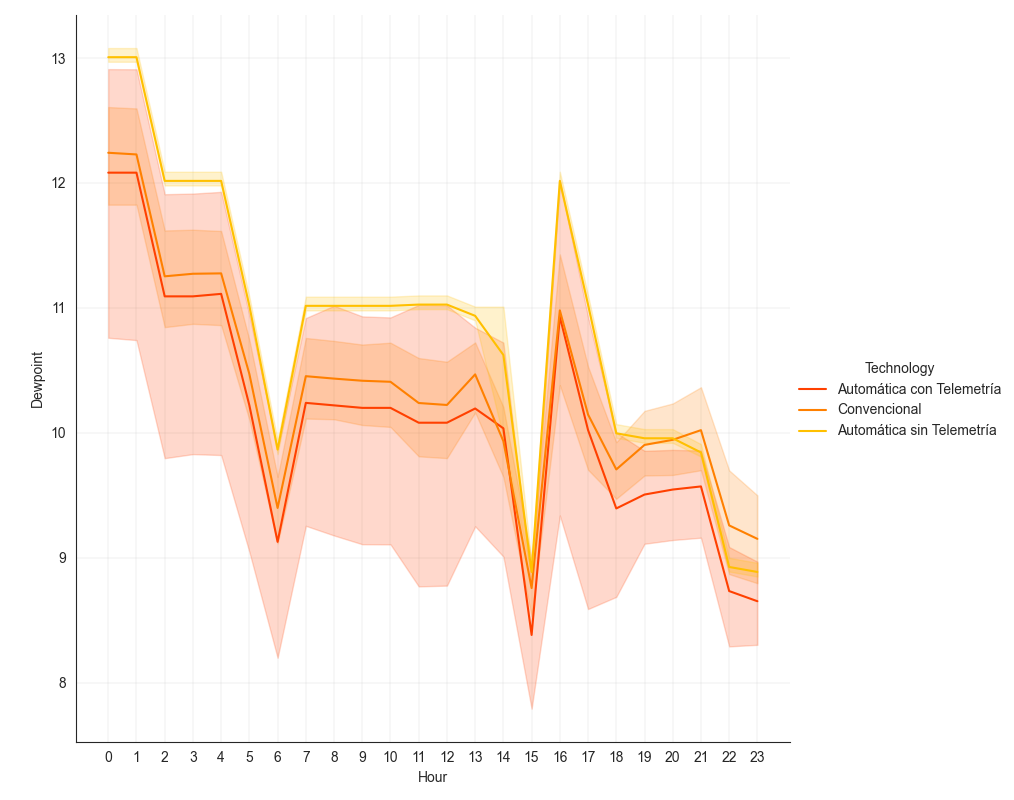 13
12
11
10
9
8
Dewpoint
0 1 2 3 4 5 6 7 8 9 10 11 12 13 14 15 16 17 18 19 20 21 22 23
Hour
Technology
Automática con Telemetría
Convencional
Automática sin Telemetría